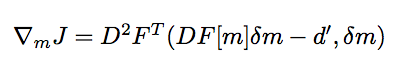 ∇ₘJ = D²Fᵀ(DF[m]δm − d′, δm)